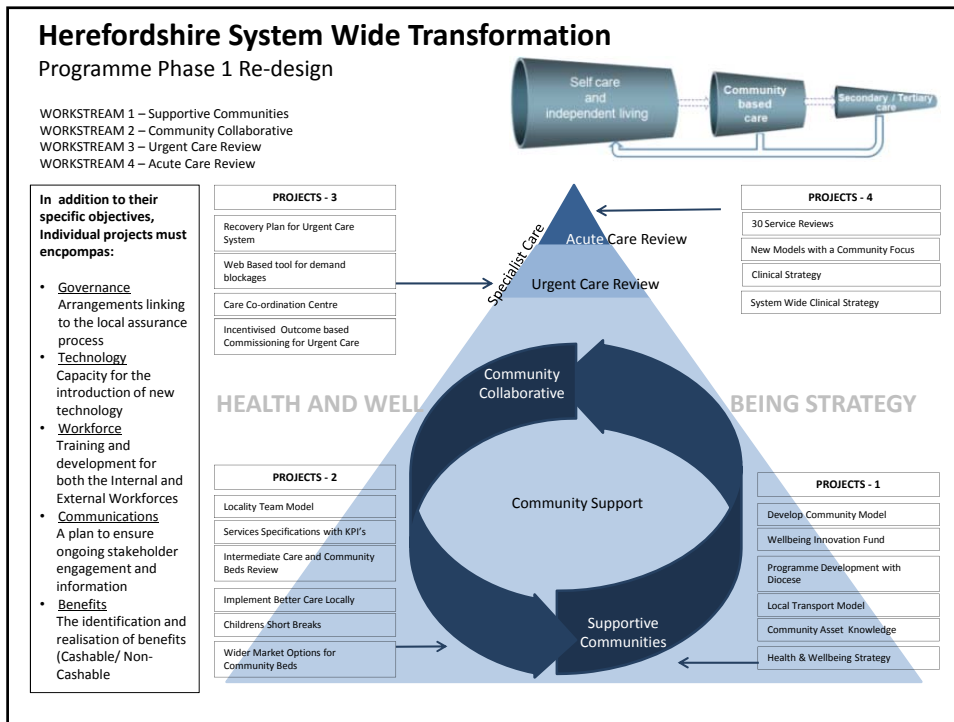 Herefordshire System Wide Transformation
Programme Phase 1 Re-design
Self care
and
independent living
Community
based
care
Secondary / Tertiary
care
WORKSTREAM 1 – Supportive Communities
WORKSTREAM 2 – Community Collaborative
WORKSTREAM 3 – Urgent Care Review
WORKSTREAM 4 – Acute Care Review
In addition to their
specific objectives,
Individual projects must
encpompas:
• Governance
Arrangements linking
to the local assurance
process
• Technology
Capacity for the
introduction of new
technology
• Workforce
Training and
development for
both the Internal and
External Workforces
• Communications
A plan to ensure
ongoing stakeholder
engagement and
information
• Benefits
The identification and
realisation of benefits
(Cashable/ Non-
Cashable
PROJECTS - 3
Recovery Plan for Urgent Care
System
Web Based tool for demand
blockages
Care Co-ordination Centre
Incentivised Outcome based
Commissioning for Urgent Care
Specialist Care
Acute Care Review
Urgent Care Review
PROJECTS - 4
30 Service Reviews
New Models with a Community Focus
Clinical Strategy
System Wide Clinical Strategy
HEALTH AND WELL
BEING STRATEGY
Community
Collaborative
Community Support
Supportive
Communities
PROJECTS - 2
Locality Team Model
Services Specifications with KPI's
Intermediate Care and Community
Beds Review
Implement Better Care Locally
Childrens Short Breaks
Wider Market Options for
Community Beds
PROJECTS - 1
Develop Community Model
Wellbeing Innovation Fund
Programme Development with
Diocese
Local Transport Model
Community Asset Knowledge
Health & Wellbeing Strategy